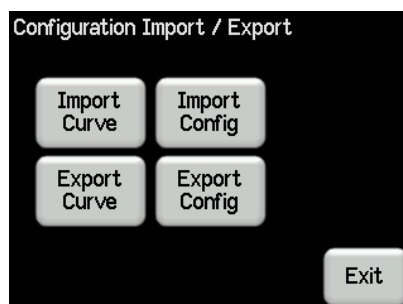 Configuration Import / Export
Import Import
Curve Config
Export Export
Curve Config
Exit